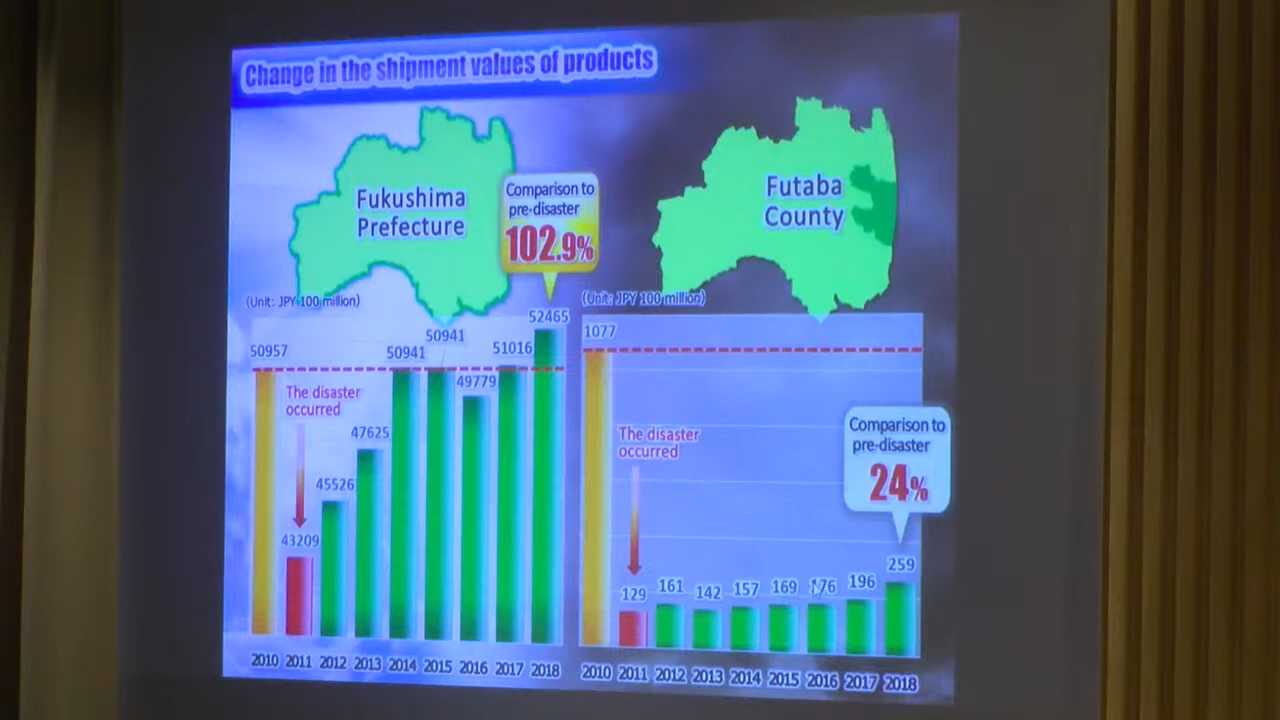 Change in the shipment values of products
Fukushima
Prefecture
Comparison to
pre-disaster
102.9%
(Unit: JPY 100 million)
50957
The disaster
occurred
43209
45526
47625
50941
50941
49779
51016
52465
2010 2011 2012 2013 2014 2015 2016 2017 2018
Futaba
County
(Unit: JPY 100 million)
1077
The disaster
occurred
Comparison to
pre-disaster
24%
129
161
142
157
169
176
196
259
2010 2011 2012 2013 2014 2015 2016 2017 2018